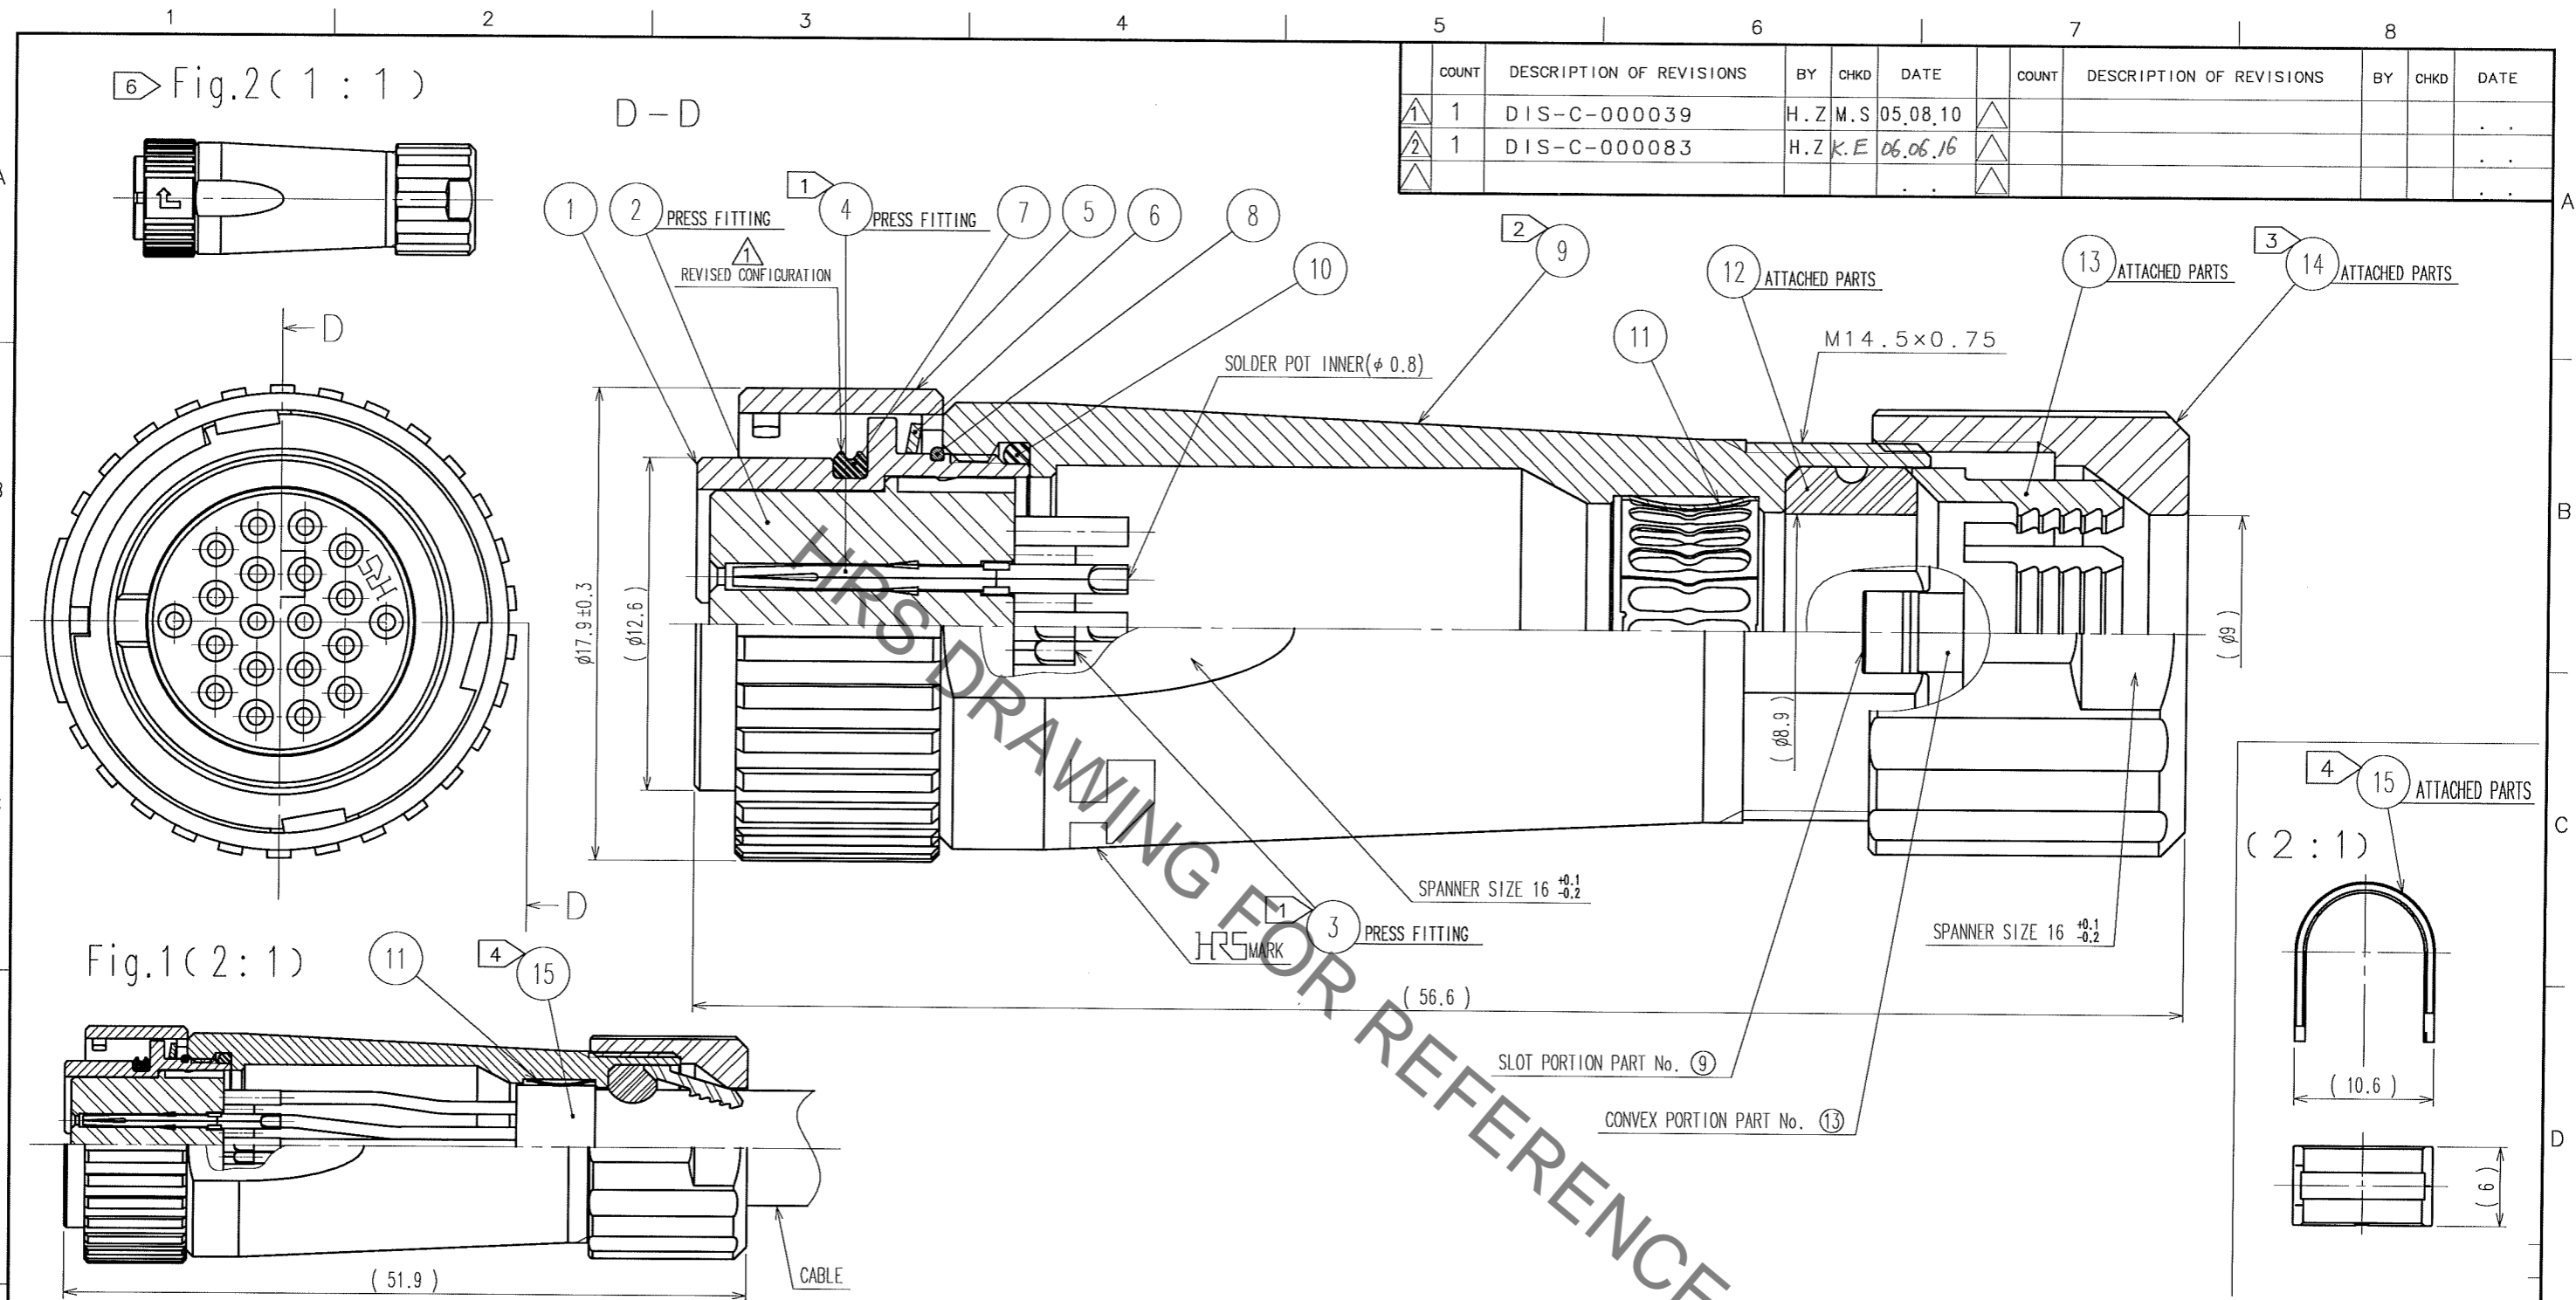 1 2 3 4 5 6 7 8
COUNT DESCRIPTION OF REVISIONS BY CHKD DATE COUNT DESCRIPTION OF REVISIONS BY CHKD DATE
1 1 DIS-C-000039 H.Z M.S 05.08.10 . .
2 1 DIS-C-000083 H.Z K.E 06.06.16 . .
. . . .
A
A
B
B
C
D
6 Fig.2(1:1)
D-D
1
2 PRESS FITTING
1
REVISED CONFIGURATION
1
4 PRESS FITTING
7
5
6
8
10
2
9
12 ATTACHED PARTS
13 ATTACHED PARTS
3
14 ATTACHED PARTS
11
M14.5×0.75
SOLDER POT INNER(φ0.8)
D
HRS
D
φ17.9±0.3
(φ12.6)
(φ8.9)
(φ9)
4
15 ATTACHED PARTS
(2:1)
SPANNER SIZE 16 +0.1 -0.2
SPANNER SIZE 16 +0.1 -0.2
1
3 PRESS FITTING
HRS MARK
(56.6)
SLOT PORTION PART No. ⑨
CONVEX PORTION PART No. ⑬
(10.6)
(6)
Fig.1(2:1)
11
4
15
(51.9)
CABLE
HRS DRAWING FOR REFERENCE